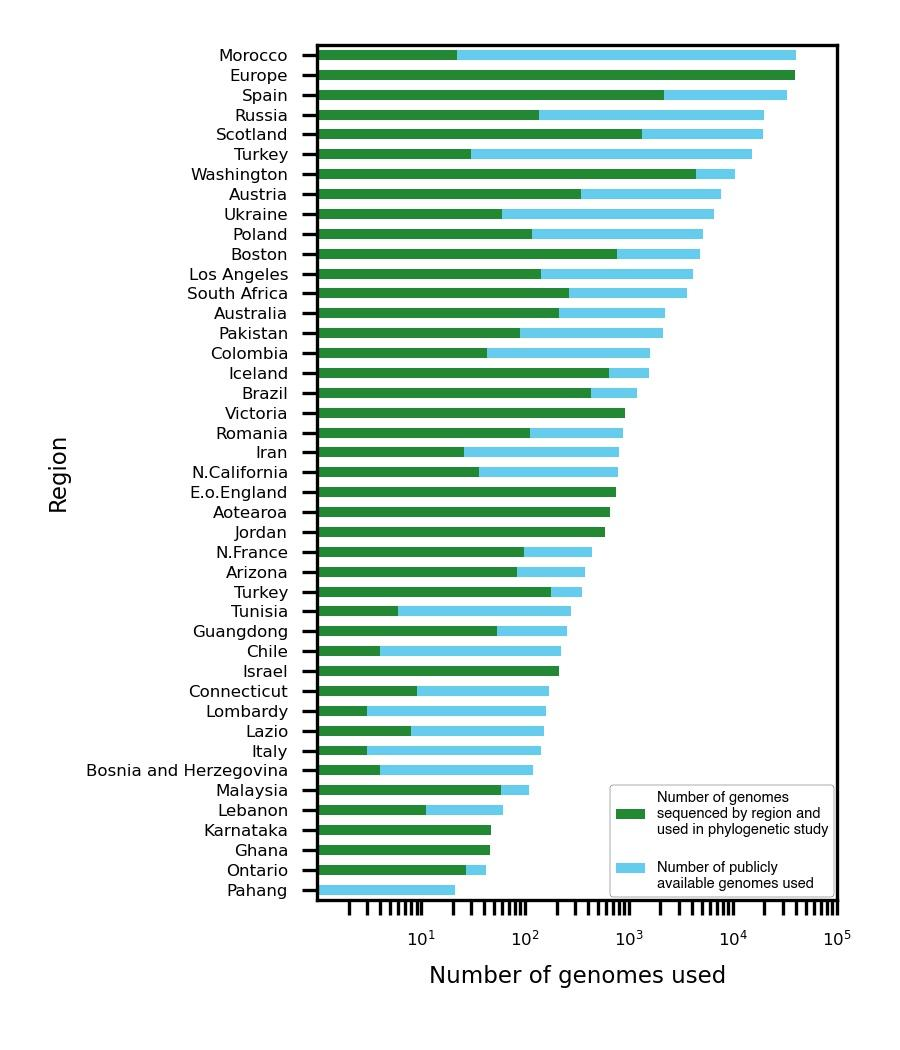 Morocco
Europe
Spain
Russia
Scotland
Turkey
Washington
Austria
Ukraine
Poland
Boston
Los Angeles
South Africa
Australia
Pakistan
Colombia
Iceland
Brazil
Victoria
Romania
Iran
N.California
E.o.England
Aotearoa
Jordan
N.France
Arizona
Turkey
Tunisia
Guangdong
Chile
Israel
Connecticut
Lombardy
Lazio
Italy
Bosnia and Herzegovina
Malaysia
Lebanon
Karnataka
Ghana
Ontario
Pahang
Region
Number of genomes
sequenced by region and
used in phylogenetic study
Number of publicly
available genomes used
10¹ 10² 10³ 10⁴ 10⁵
Number of genomes used